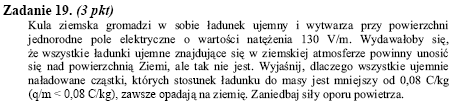 Zadanie 19. (3 pkt)
Kula ziemska gromadzi w sobie ładunek ujemny i wytwarza przy powierzchni
jednorodne pole elektryczne o wartości natężenia 130 V/m. Wydawałoby się,
że wszystkie ładunki ujemne znajdujące się w ziemskiej atmosferze powinny unosić
się nad powierzchnią Ziemi, ale tak nie jest. Wyjaśnij, dlaczego wszystkie ujemnie
naładowane cząstki, których stosunek ładunku do masy jest mniejszy od 0,08 C/kg
(q/m < 0,08 C/kg), zawsze opadają na ziemię. Zaniedbaj siły oporu powietrza.